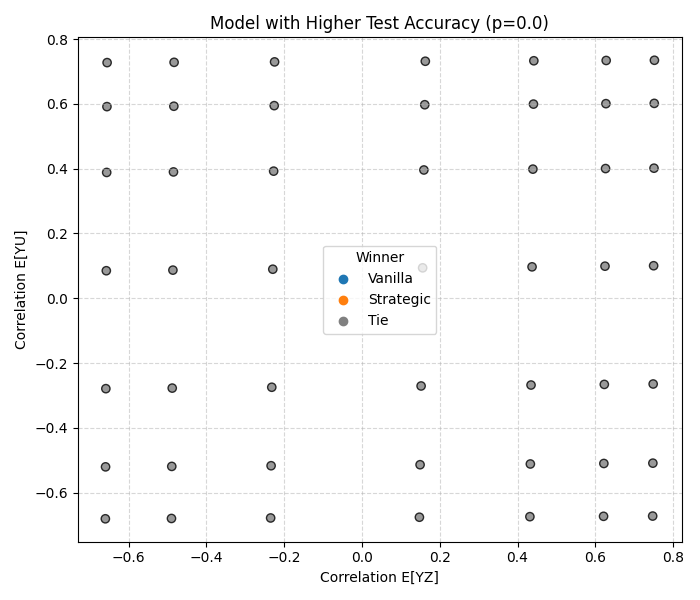 Model with Higher Test Accuracy (p=0.0)
0.8
0.6
0.4
0.2
0.0
−0.2
−0.4
−0.6
Correlation E[YU]
Winner
Vanilla
Strategic
Tie
−0.6
−0.4
−0.2
0.0
0.2
0.4
0.6
0.8
Correlation E[YZ]